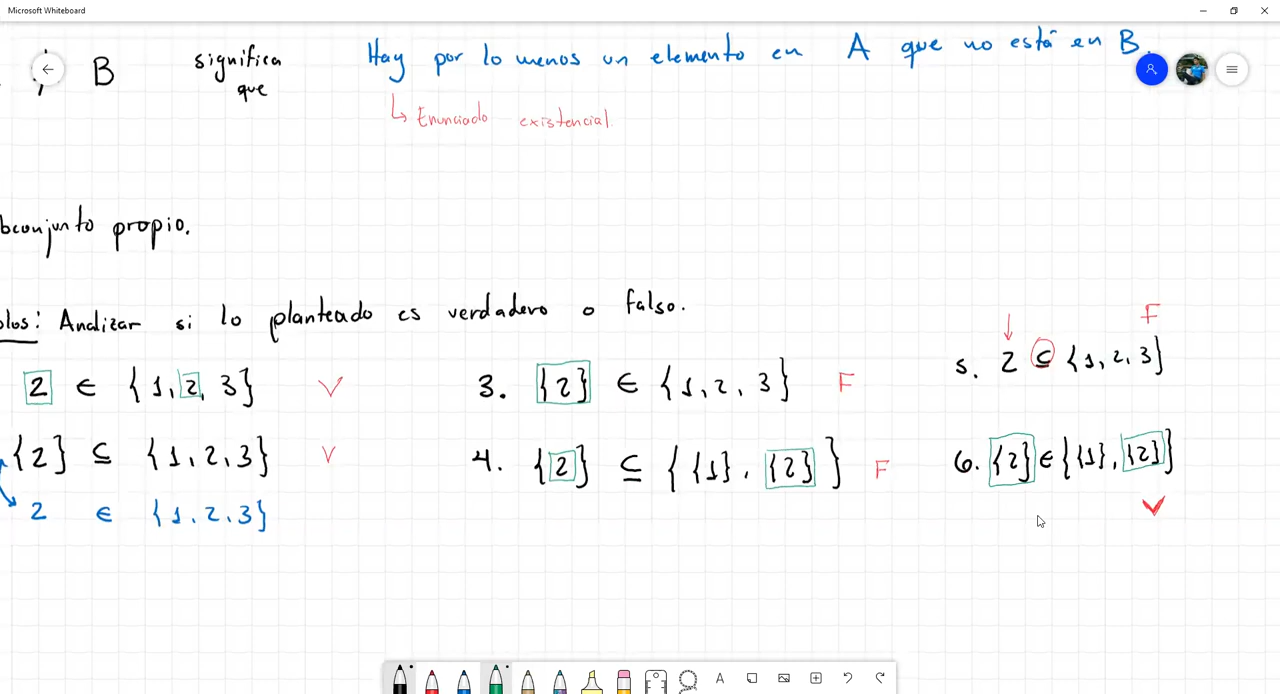 Microsoft Whiteboard
B significa que Hay por lo menos un elemento en A que no está en B.
↳ Enunciado existencial.
bconjunto propio.
plos: Analizar si lo planteado es verdadero o falso.
2 ∈ {1, 2, 3} V
{2} ⊆ {1, 2, 3} V
2 ∈ {1, 2, 3}
3. {2} ∈ {1, 2, 3} F
4. {2} ⊆ { {1}, {2} } F
5. 2 ⊆ {1, 2, 3} F
6. {2} ∈ {{1}, {2}} V